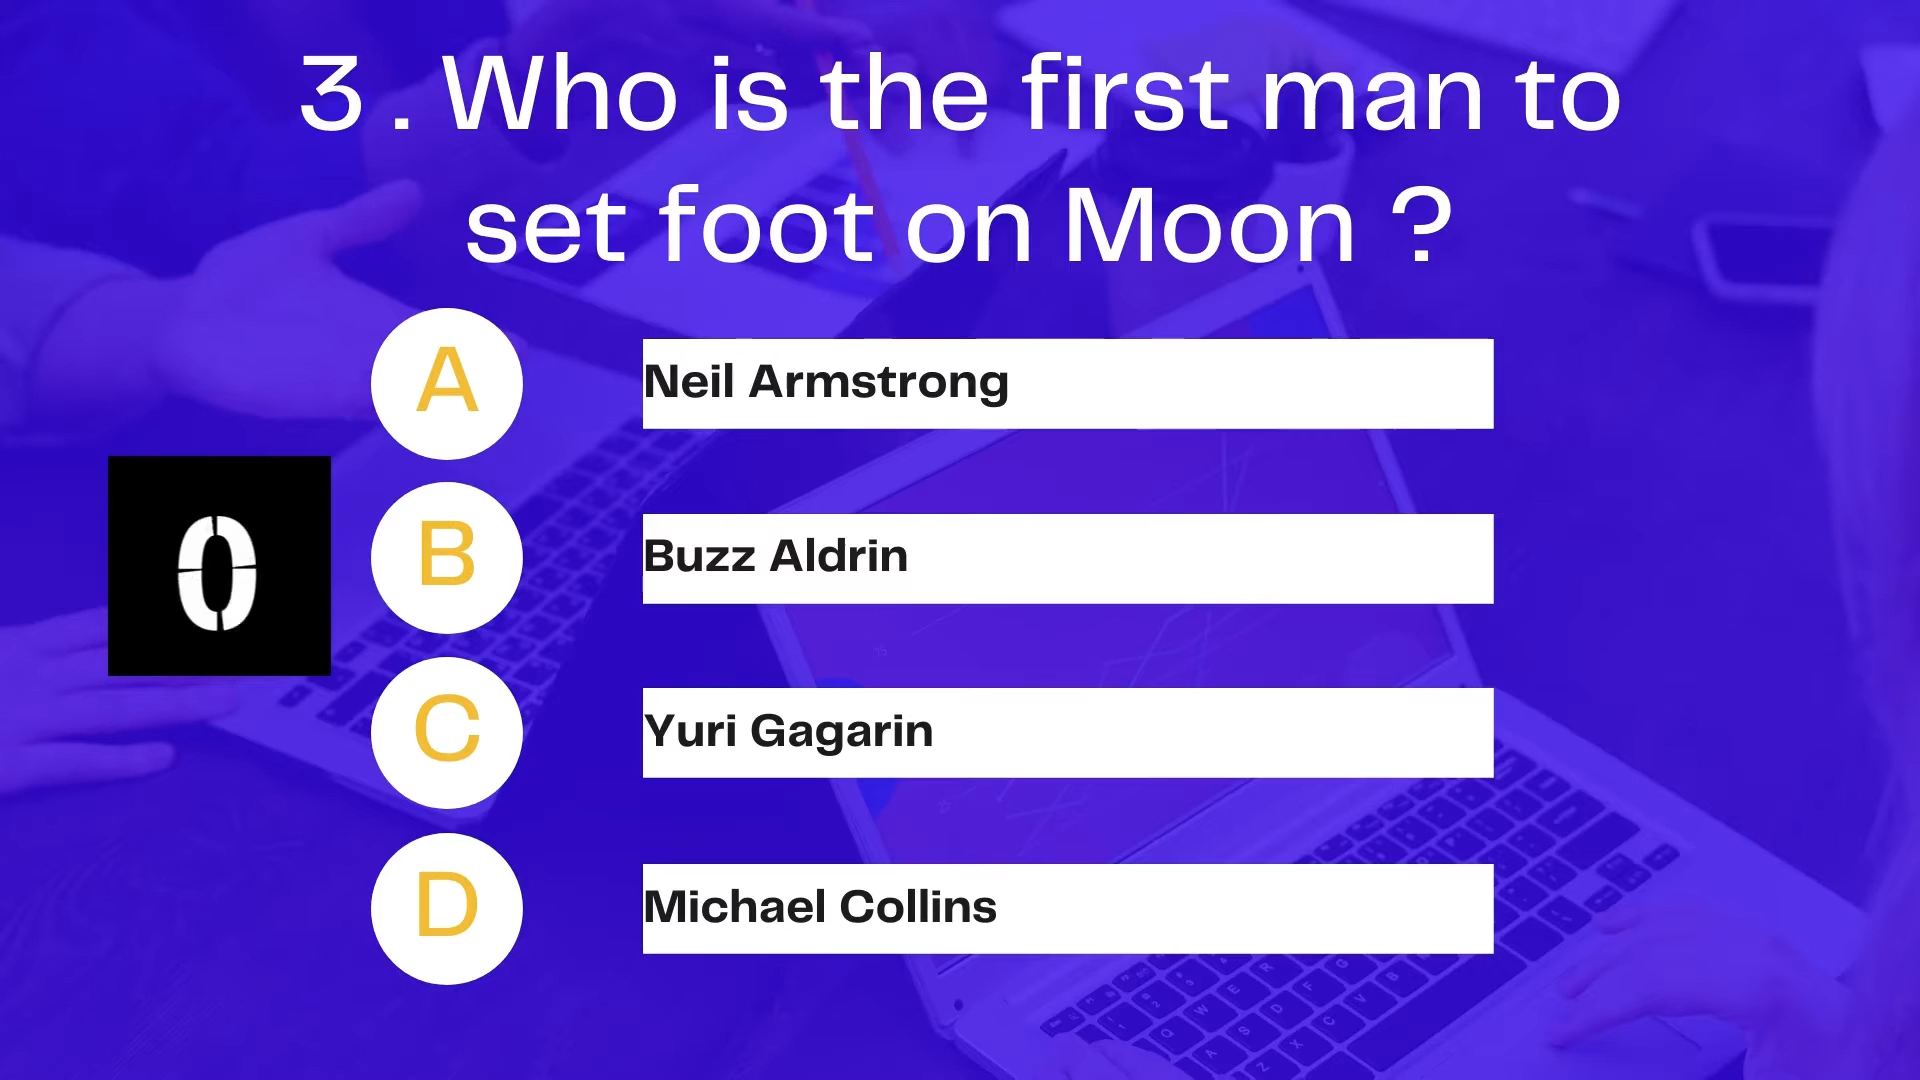 3 . Who is the first man to
set foot on Moon ?
A
Neil Armstrong
0
B
Buzz Aldrin
C
Yuri Gagarin
D
Michael Collins